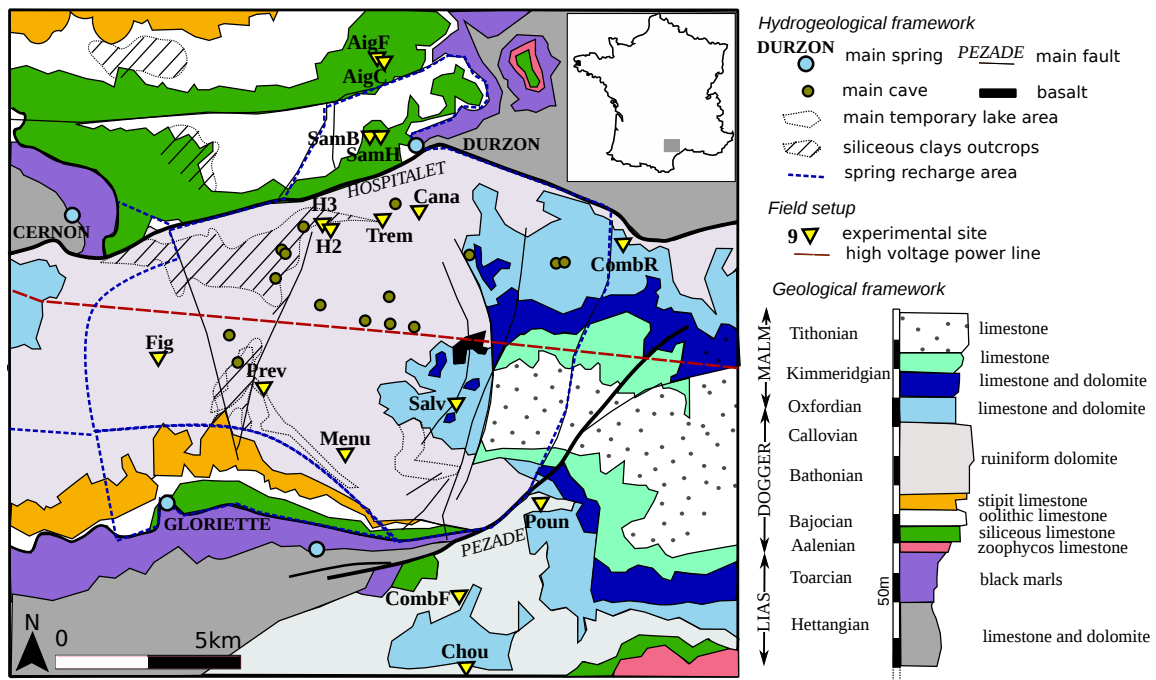 AigF
AigC
SamB
SamH
DURZON
HOSPITALET
CERNON
H3
H2
Cana
Trem
CombR
Fig
Prev
Salv
Menu
GLORIETTE
Poun
PEZADE
CombF
Chou
N
0 5km
Hydrogeological framework
DURZON main spring
PEZADE main fault
main cave
basalt
main temporary lake area
siliceous clays outcrops
spring recharge area
Field setup
9 experimental site
high voltage power line
Geological framework
MALM
DOGGER
LIAS
Tithonian
Kimmeridgian
Oxfordian
Callovian
Bathonian
Bajocian
Aalenian
Toarcian
Hettangian
50m
limestone
limestone
limestone and dolomite
limestone and dolomite
ruiniform dolomite
stipit limestone
oolithic limestone
siliceous limestone
zoophycos limestone
black marls
limestone and dolomite